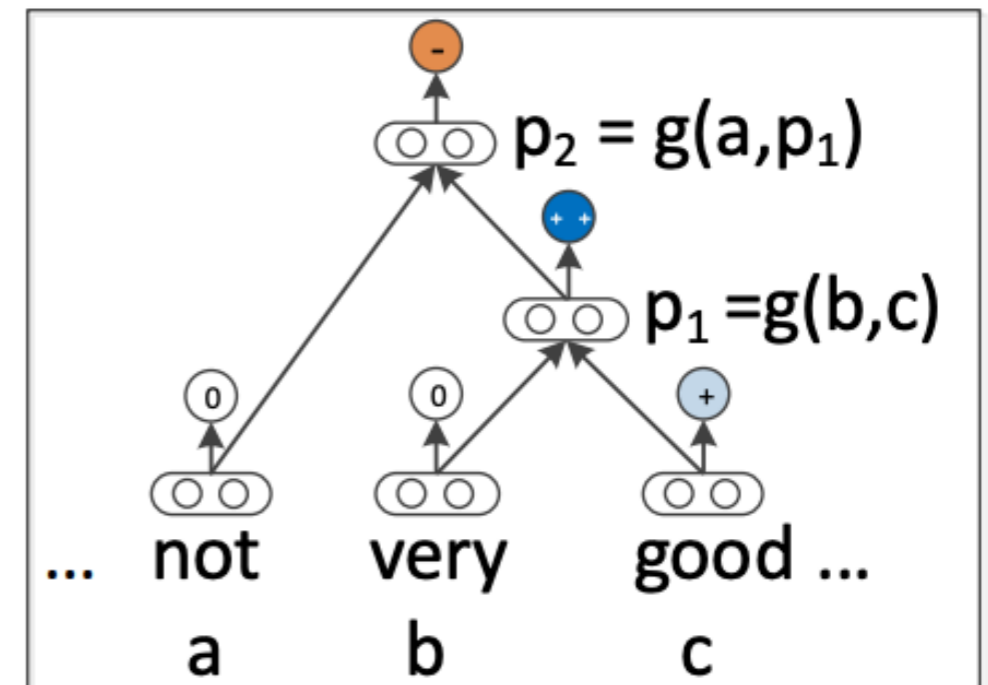 -
p₂ = g(a,p₁)
+ +
p₁ =g(b,c)
0 0 +
... not very good ...
a b c